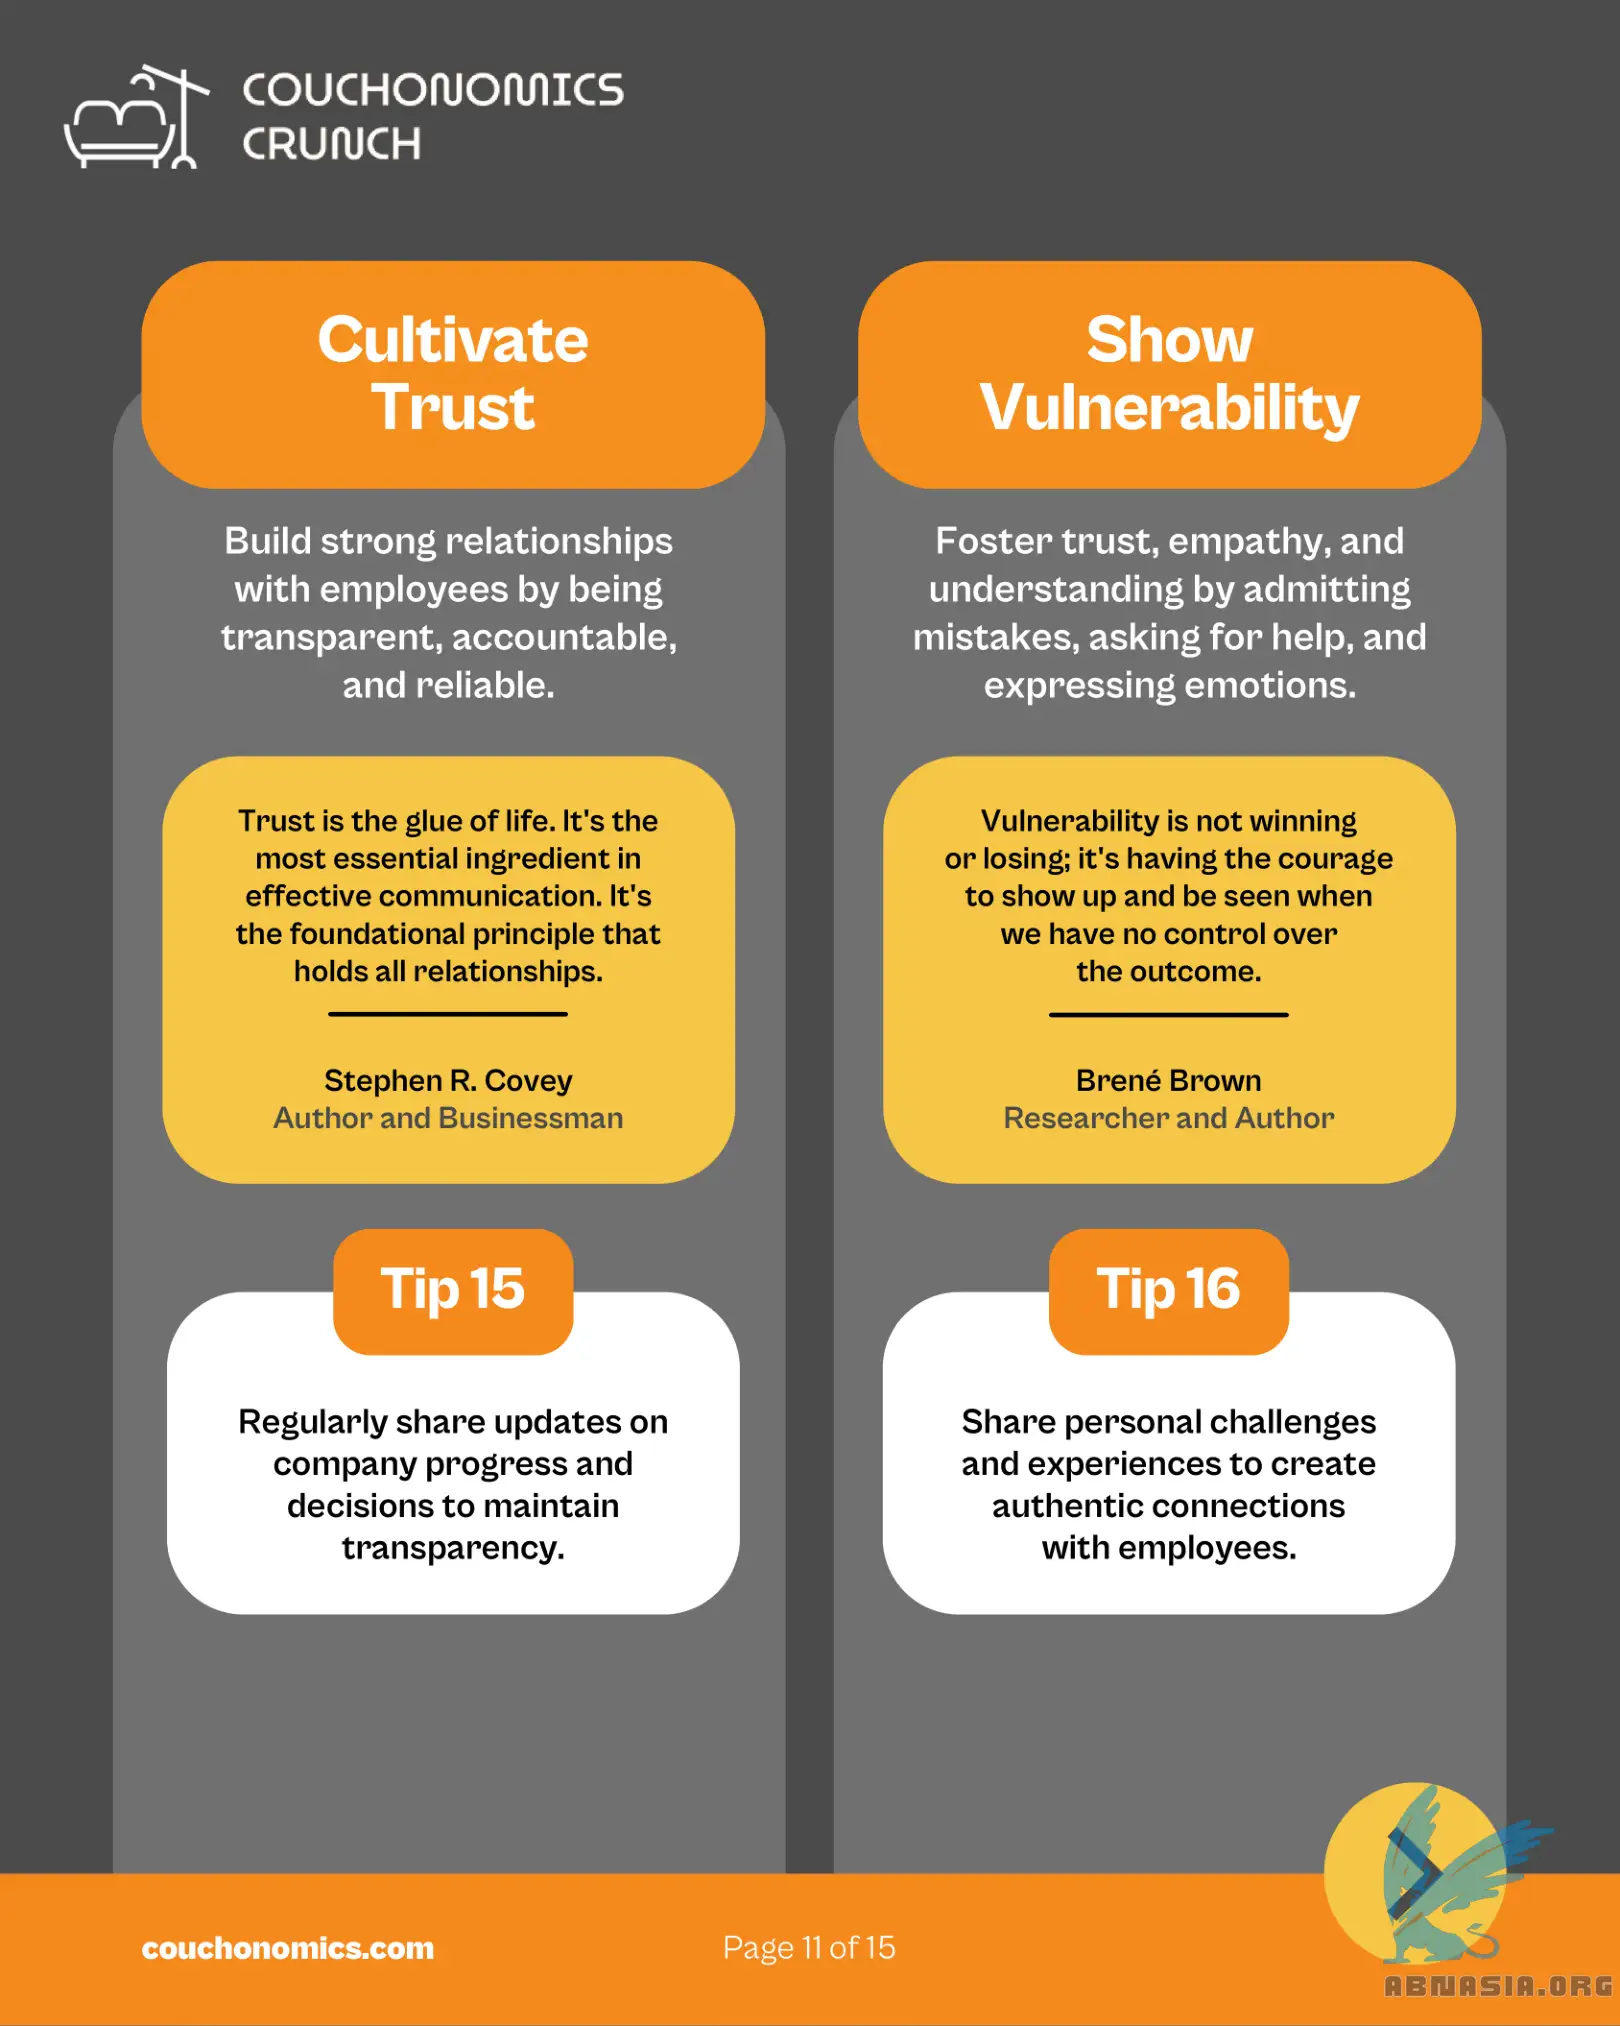 COUCHONOMICS
CRUNCH
Cultivate
Trust
Build strong relationships
with employees by being
transparent, accountable,
and reliable.
Trust is the glue of life. It's the
most essential ingredient in
effective communication. It's
the foundational principle that
holds all relationships.
Stephen R. Covey
Author and Businessman
Tip 15
Regularly share updates on
company progress and
decisions to maintain
transparency.
Show
Vulnerability
Foster trust, empathy, and
understanding by admitting
mistakes, asking for help, and
expressing emotions.
Vulnerability is not winning
or losing; it's having the courage
to show up and be seen when
we have no control over
the outcome.
Brené Brown
Researcher and Author
Tip 16
Share personal challenges
and experiences to create
authentic connections
with employees.
couchonomics.com
Page 11 of 15
ABNASIA.ORG